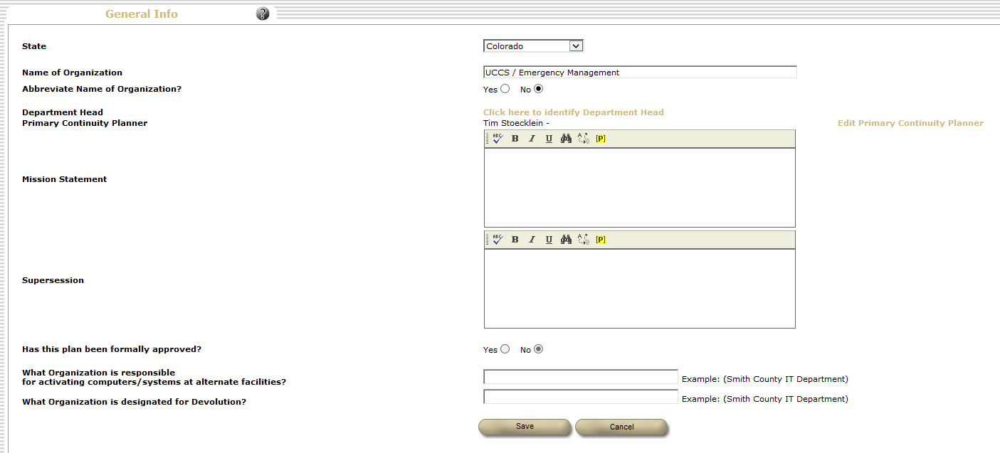 General Info ?
State Colorado
Name of Organization UCCS / Emergency Management
Abbreviate Name of Organization? Yes No
Department Head Click here to identify Department Head
Primary Continuity Planner Tim Stoecklein - Edit Primary Continuity Planner
ABC B I U A B [P]
Mission Statement
ABC B I U A B [P]
Supersession
Has this plan been formally approved? Yes No
What Organization is responsible
for activating computers/systems at alternate facilities? Example: (Smith County IT Department)
What Organization is designated for Devolution? Example: (Smith County IT Department)
Save Cancel